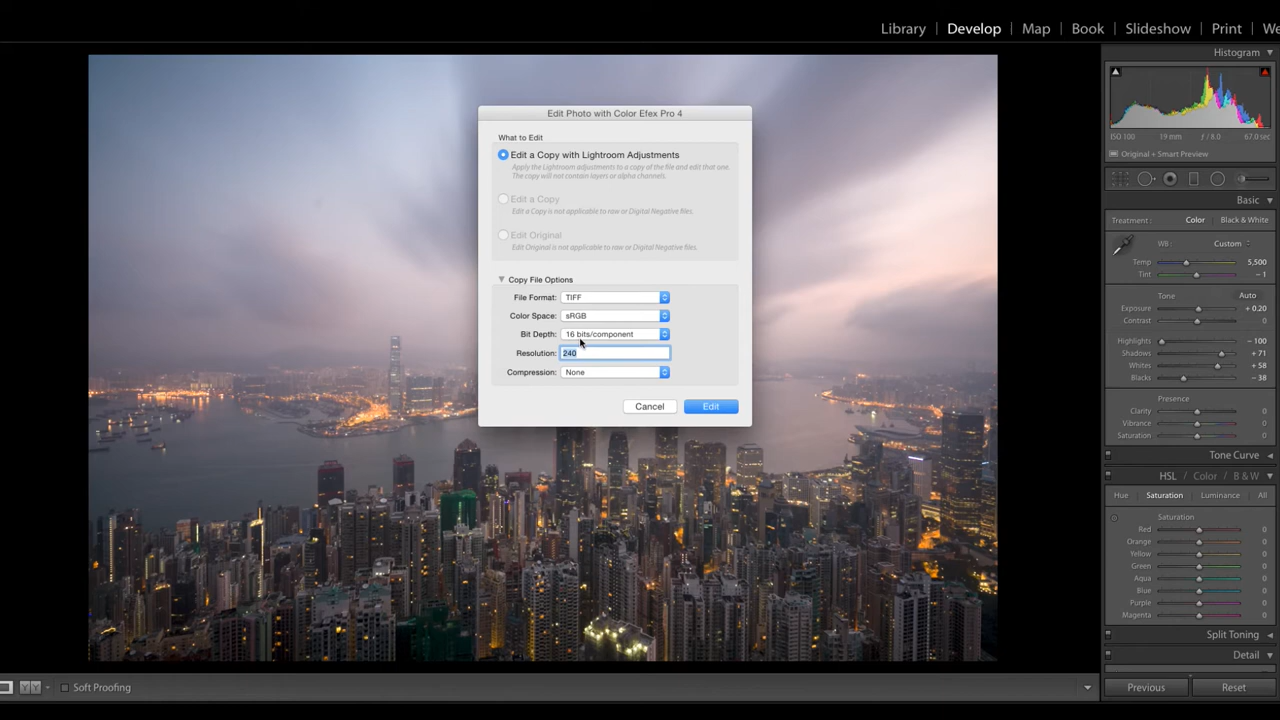 Library | Develop | Map | Book | Slideshow | Print | We
Histogram
ISO 100 19 mm ƒ / 8.0 67.0 sec
Original + Smart Preview
Basic
Treatment: Color Black & White
WB: Custom
Temp 5,500
Tint − 1
Tone Auto
Exposure + 0.20
Contrast 0
Highlights − 100
Shadows + 71
Whites + 58
Blacks − 38
Presence
Clarity 0
Vibrance 0
Saturation 0
Tone Curve
HSL / Color / B & W
Hue Saturation Luminance All
Saturation
Red 0
Orange 0
Yellow 0
Green 0
Aqua 0
Blue 0
Purple 0
Magenta 0
Split Toning
Detail
Previous Reset
Edit Photo with Color Efex Pro 4
What to Edit
Edit a Copy with Lightroom Adjustments
Apply the Lightroom adjustments to a copy of the file and edit that one.
The copy will not contain layers or alpha channels.
Edit a Copy
Edit a Copy is not applicable to raw or Digital Negative files.
Edit Original
Edit Original is not applicable to raw or Digital Negative files.
Copy File Options
File Format: TIFF
Color Space: sRGB
Bit Depth: 16 bits/component
Resolution: 240
Compression: None
Cancel Edit
Y Y Soft Proofing